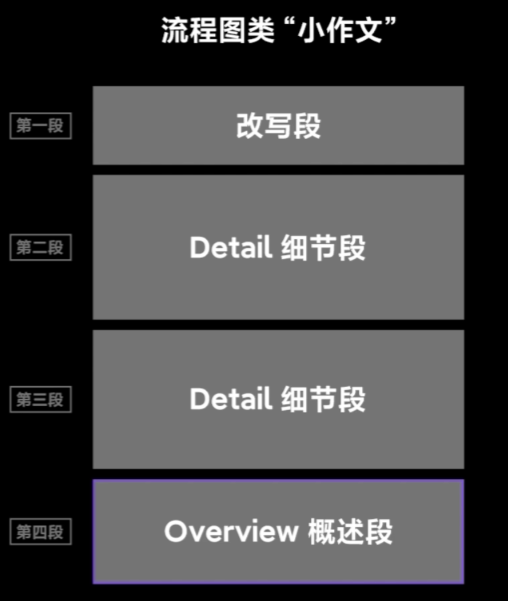 流程图类 “小作文”
第一段
改写段
第二段
Detail 细节段
第三段
Detail 细节段
第四段
Overview 概述段